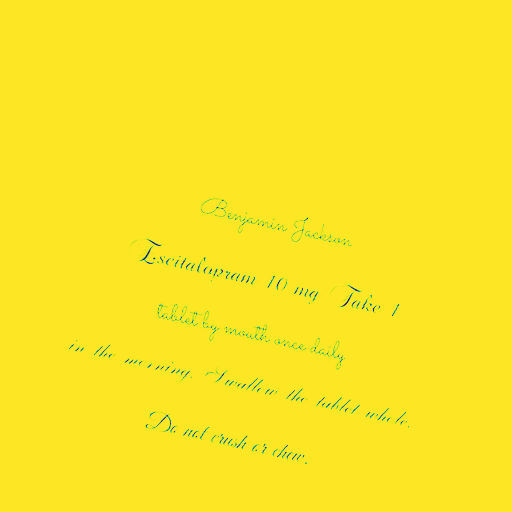 Benjamin Jackson
Escitalopram 10 mg Take 1
tablet by mouth once daily
in the morning. Swallow the tablet whole.
Do not crush or chew.